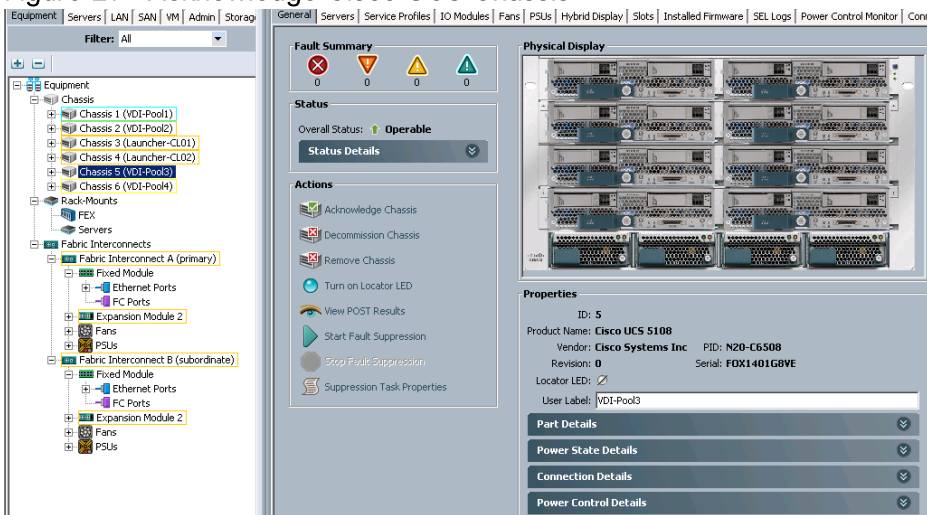 Equipment Servers LAN SAN VM Admin Storag
Filter: All
Equipment
Chassis
Chassis 1 (VDI-Pool1)
Chassis 2 (VDI-Pool2)
Chassis 3 (Launcher-CL01)
Chassis 4 (Launcher-CL02)
Chassis 5 (VDI-Pool3)
Chassis 6 (VDI-Pool4)
Rack-Mounts
FEX
Servers
Fabric Interconnects
Fabric Interconnect A (primary)
Fixed Module
Ethernet Ports
FC Ports
Expansion Module 2
Fans
PSUs
Fabric Interconnect B (subordinate)
Fixed Module
Ethernet Ports
FC Ports
Expansion Module 2
Fans
PSUs
General Servers Service Profiles IO Modules Fans PSUs Hybrid Display Slots Installed Firmware SEL Logs Power Control Monitor Conn
Fault Summary
0 0 0 0
Status
Overall Status: Operable
Status Details
Actions
Acknowledge Chassis
Decommission Chassis
Remove Chassis
Turn on Locator LED
View POST Results
Start Fault Suppression
Stop Fault Suppression
Suppression Task Properties
Physical Display
Properties
ID: 5
Product Name: Cisco UCS 5108
Vendor: Cisco Systems Inc PID: N20-C6508
Revision: 0 Serial: FOX1401G8VE
Locator LED:
User Label: VDI-Pool3
Part Details
Power State Details
Connection Details
Power Control Details